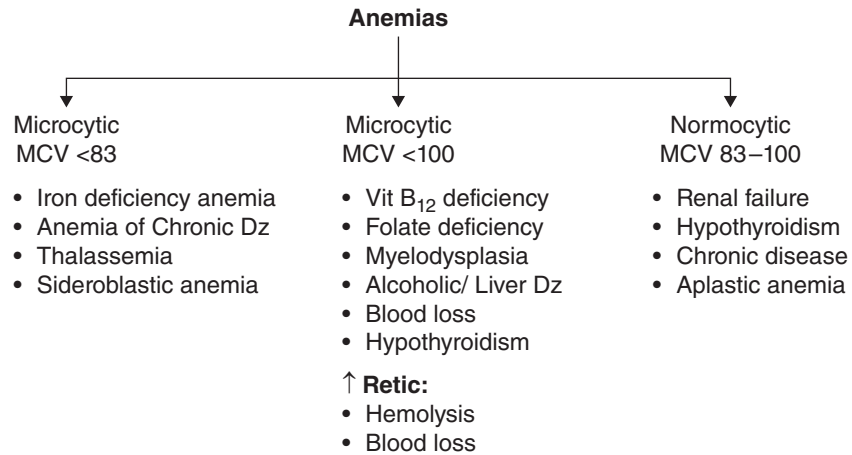 Anemias
Microcytic
MCV <83
• Iron deficiency anemia
• Anemia of Chronic Dz
• Thalassemia
• Sideroblastic anemia
Microcytic
MCV <100
• Vit B₁₂ deficiency
• Folate deficiency
• Myelodysplasia
• Alcoholic/ Liver Dz
• Blood loss
• Hypothyroidism
↑ Retic:
• Hemolysis
• Blood loss
Normocytic
MCV 83–100
• Renal failure
• Hypothyroidism
• Chronic disease
• Aplastic anemia